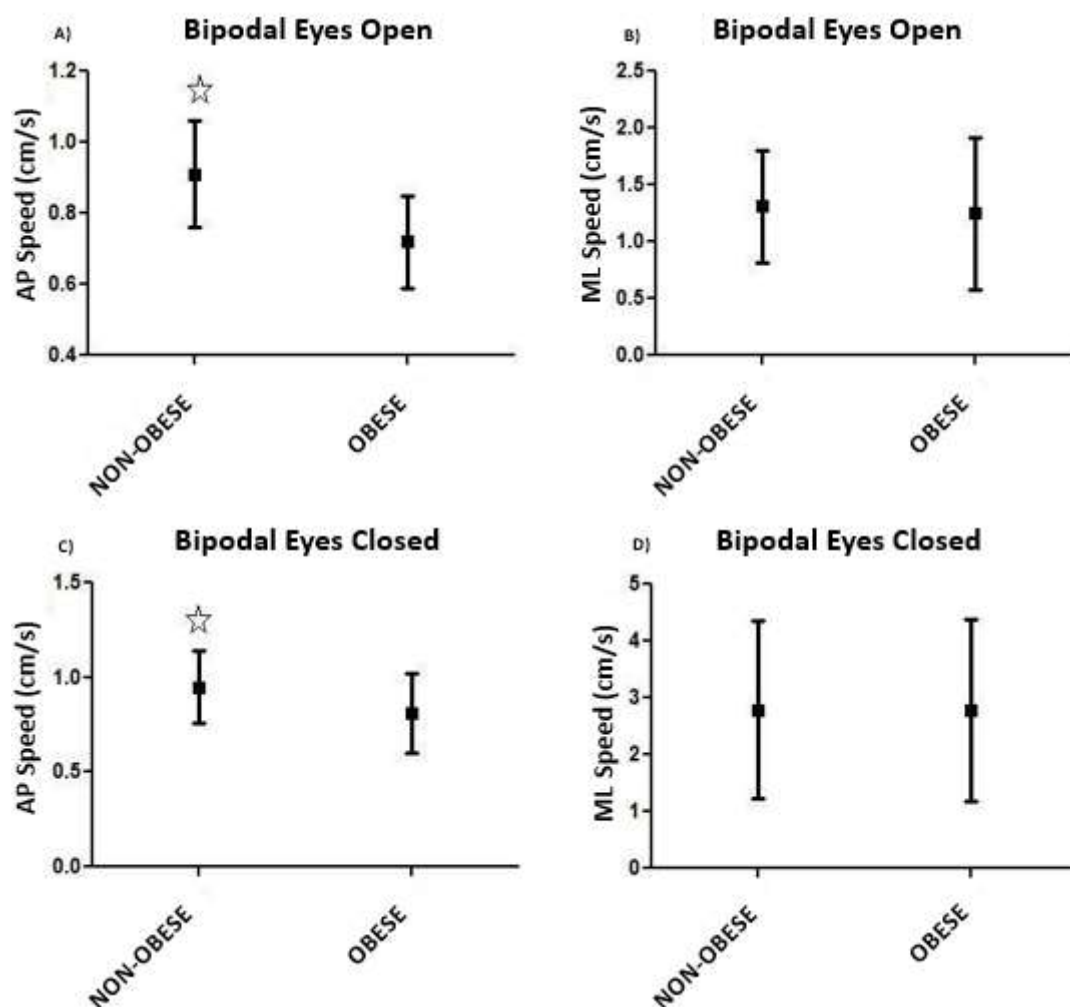 A) Bipodal Eyes Open
AP Speed (cm/s)
1.2
1.0
0.8
0.6
0.4
NON-OBESE
OBESE
B) Bipodal Eyes Open
ML Speed (cm/s)
2.5
2.0
1.5
1.0
0.5
0.0
NON-OBESE
OBESE
C) Bipodal Eyes Closed
AP Speed (cm/s)
1.5
1.0
0.5
0.0
NON-OBESE
OBESE
D) Bipodal Eyes Closed
ML Speed (cm/s)
5
4
3
2
1
0
NON-OBESE
OBESE